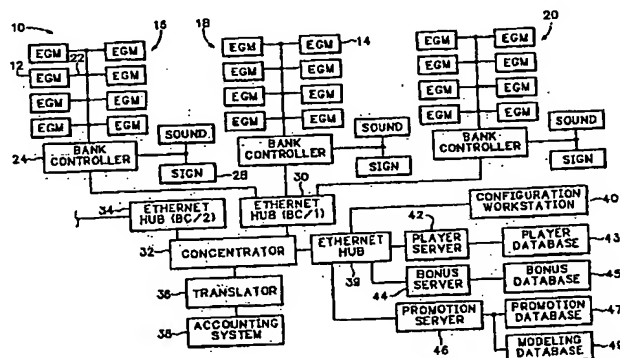 10
16
18
20
EGM EGM EGM EGM EGM EGM
12 22 14
EGM EGM EGM EGM EGM EGM
EGM EGM EGM EGM EGM EGM
EGM EGM EGM EGM EGM EGM
SOUND
SOUND
SOUND
24
BANK CONTROLLER
BANK CONTROLLER
BANK CONTROLLER
SIGN 28
SIGN
SIGN
34
ETHERNET HUB (BC/2)
30
ETHERNET HUB (BC/1)
CONFIGURATION WORKSTATION
40
32
CONCENTRATOR
ETHERNET HUB
39
42
PLAYER SERVER
PLAYER DATABASE
43
36
TRANSLATOR
44
BONUS SERVER
BONUS DATABASE
45
38
ACCOUNTING SYSTEM
PROMOTION SERVER
46
PROMOTION DATABASE
47
MODELING DATABASE
49